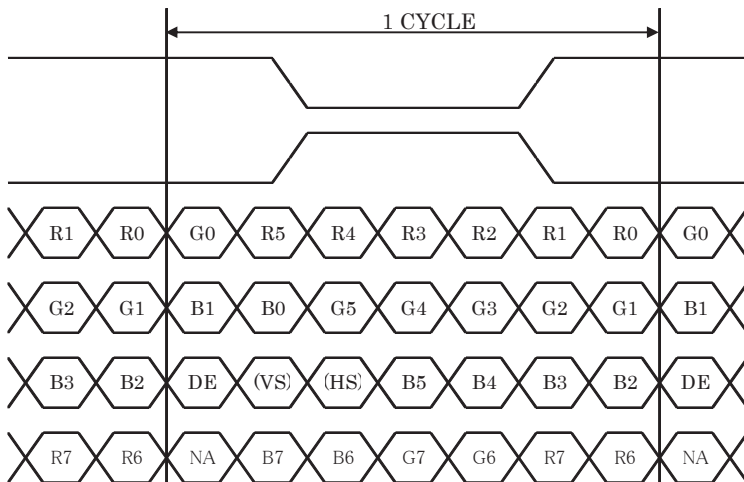 1 CYCLE
R1 R0 G0 R5 R4 R3 R2 R1 R0 G0
G2 G1 B1 B0 G5 G4 G3 G2 G1 B1
B3 B2 DE (VS) (HS) B5 B4 B3 B2 DE
R7 R6 NA B7 B6 G7 G6 R7 R6 NA